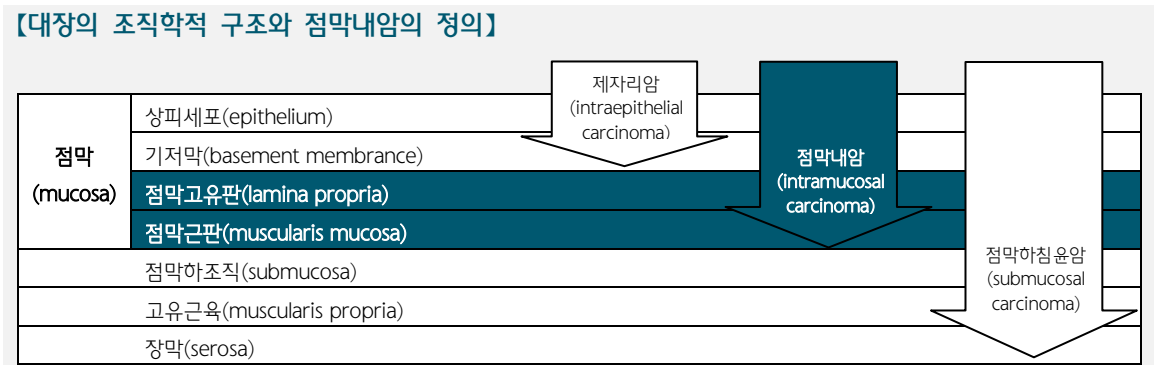 【대장의 조직학적 구조와 점막내암의 정의】
제자리암
(intraepithelial
carcinoma)
점막
(mucosa)
상피세포(epithelium)
기저막(basement membrance)
점막고유판(lamina propria)
점막근판(muscularis mucosa)
점막내암
(intramucosal
carcinoma)
점막하조직(submucosa)
고유근육(muscularis propria)
장막(serosa)
점막하침윤암
(submucosal
carcinoma)